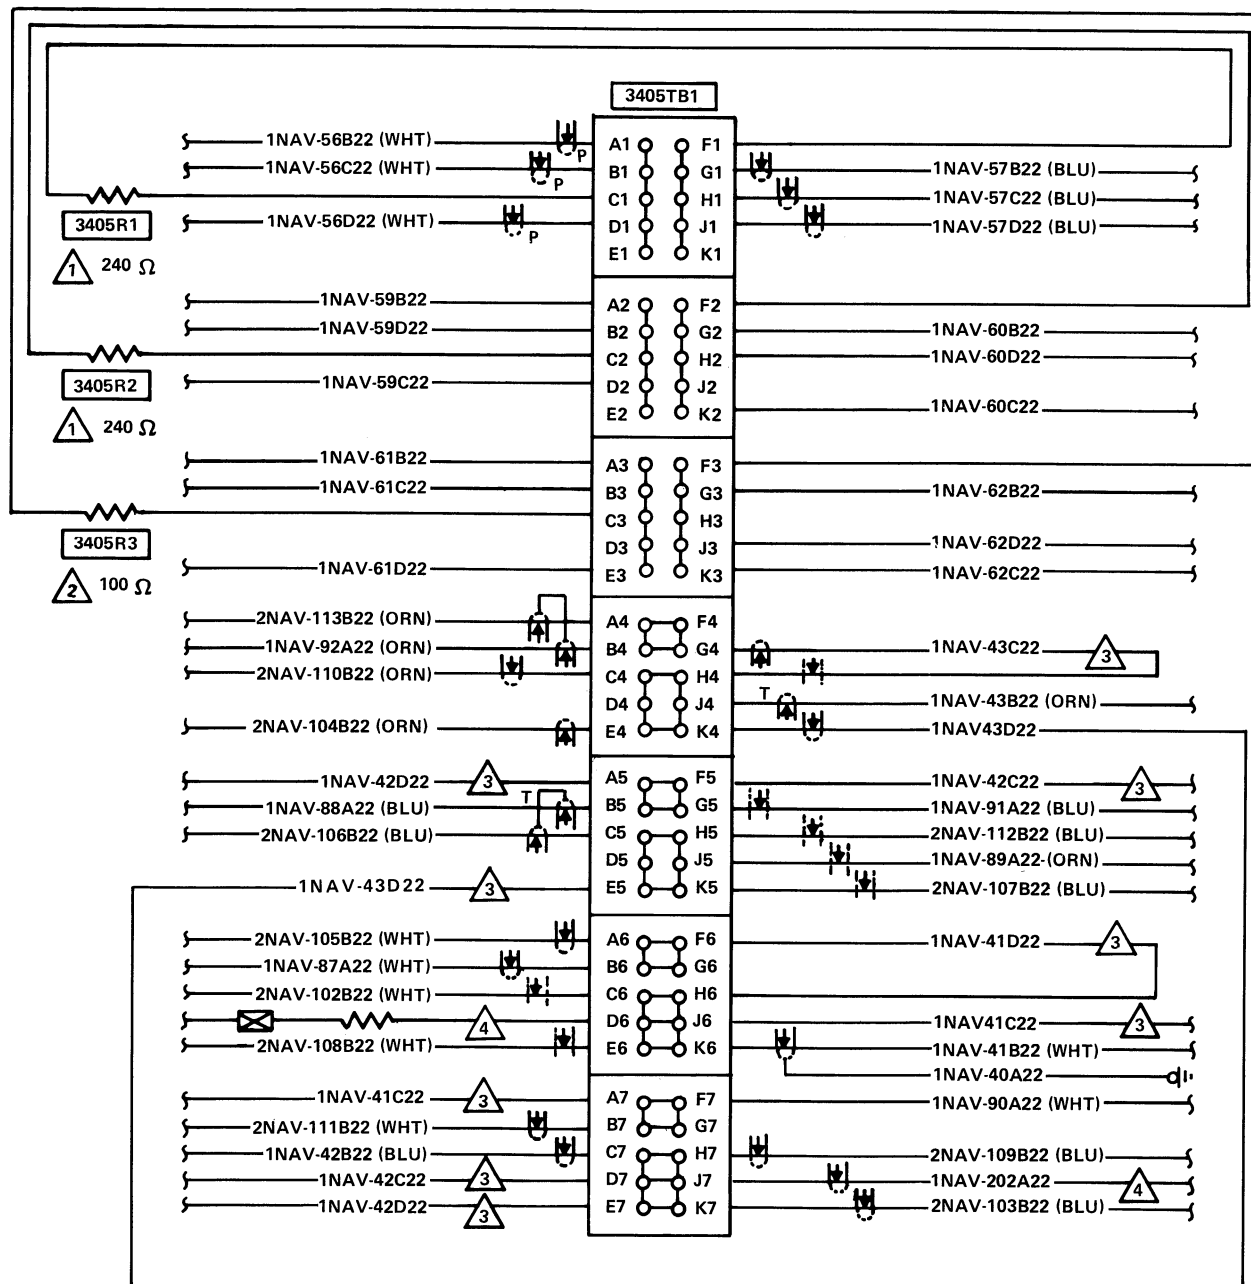 3405TB1
1NAV-56B22 (WHT) P A1 F1
1NAV-56C22 (WHT) P B1 G1 1NAV-57B22 (BLU)
C1 H1 1NAV-57C22 (BLU)
3405R1 1NAV-56D22 (WHT) P D1 J1 1NAV-57D22 (BLU)
E1 K1
1 240 Ω
1NAV-59B22 A2 F2
1NAV-59D22 B2 G2 1NAV-60B22
C2 H2 1NAV-60D22
3405R2 1NAV-59C22 D2 J2
E2 K2 1NAV-60C22
1 240 Ω
1NAV-61B22 A3 F3
1NAV-61C22 B3 G3 1NAV-62B22
C3 H3
3405R3 D3 J3 1NAV-62D22
1NAV-61D22 E3 K3 1NAV-62C22
2 100 Ω
2NAV-113B22 (ORN) A4 F4
1NAV-92A22 (ORN) B4 G4 1NAV-43C22 3
2NAV-110B22 (ORN) C4 H4
D4 J4 T 1NAV-43B22 (ORN)
2NAV-104B22 (ORN) E4 K4 1NAV43D22
1NAV-42D22 3 A5 F5 1NAV-42C22 3
1NAV-88A22 (BLU) T B5 G5 1NAV-91A22 (BLU)
2NAV-106B22 (BLU) C5 H5 2NAV-112B22 (BLU)
D5 J5 1NAV-89A22-(ORN)
1NAV-43D22 3 E5 K5 2NAV-107B22 (BLU)
2NAV-105B22 (WHT) A6 F6 1NAV-41D22 3
1NAV-87A22 (WHT) B6 G6
2NAV-102B22 (WHT) C6 H6
4 D6 J6 1NAV41C22 3
2NAV-108B22 (WHT) E6 K6 1NAV-41B22 (WHT)
1NAV-40A22
1NAV-41C22 3 A7 F7 1NAV-90A22 (WHT)
2NAV-111B22 (WHT) B7 G7
1NAV-42B22 (BLU) C7 H7 2NAV-109B22 (BLU)
1NAV-42C22 3 D7 J7 1NAV-202A22 4
1NAV-42D22 3 E7 K7 2NAV-103B22 (BLU)